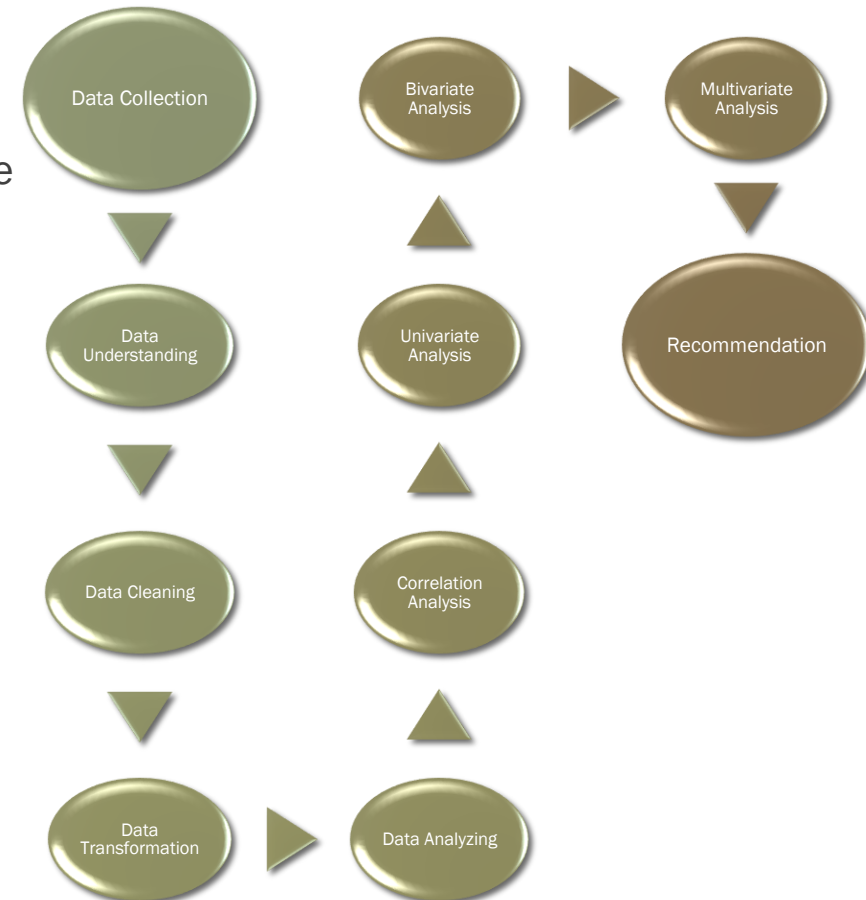 Data Collection
e
Data
Understanding
Data Cleaning
Data
Transformation
Data Analyzing
Correlation
Analysis
Univariate
Analysis
Bivariate
Analysis
Multivariate
Analysis
Recommendation